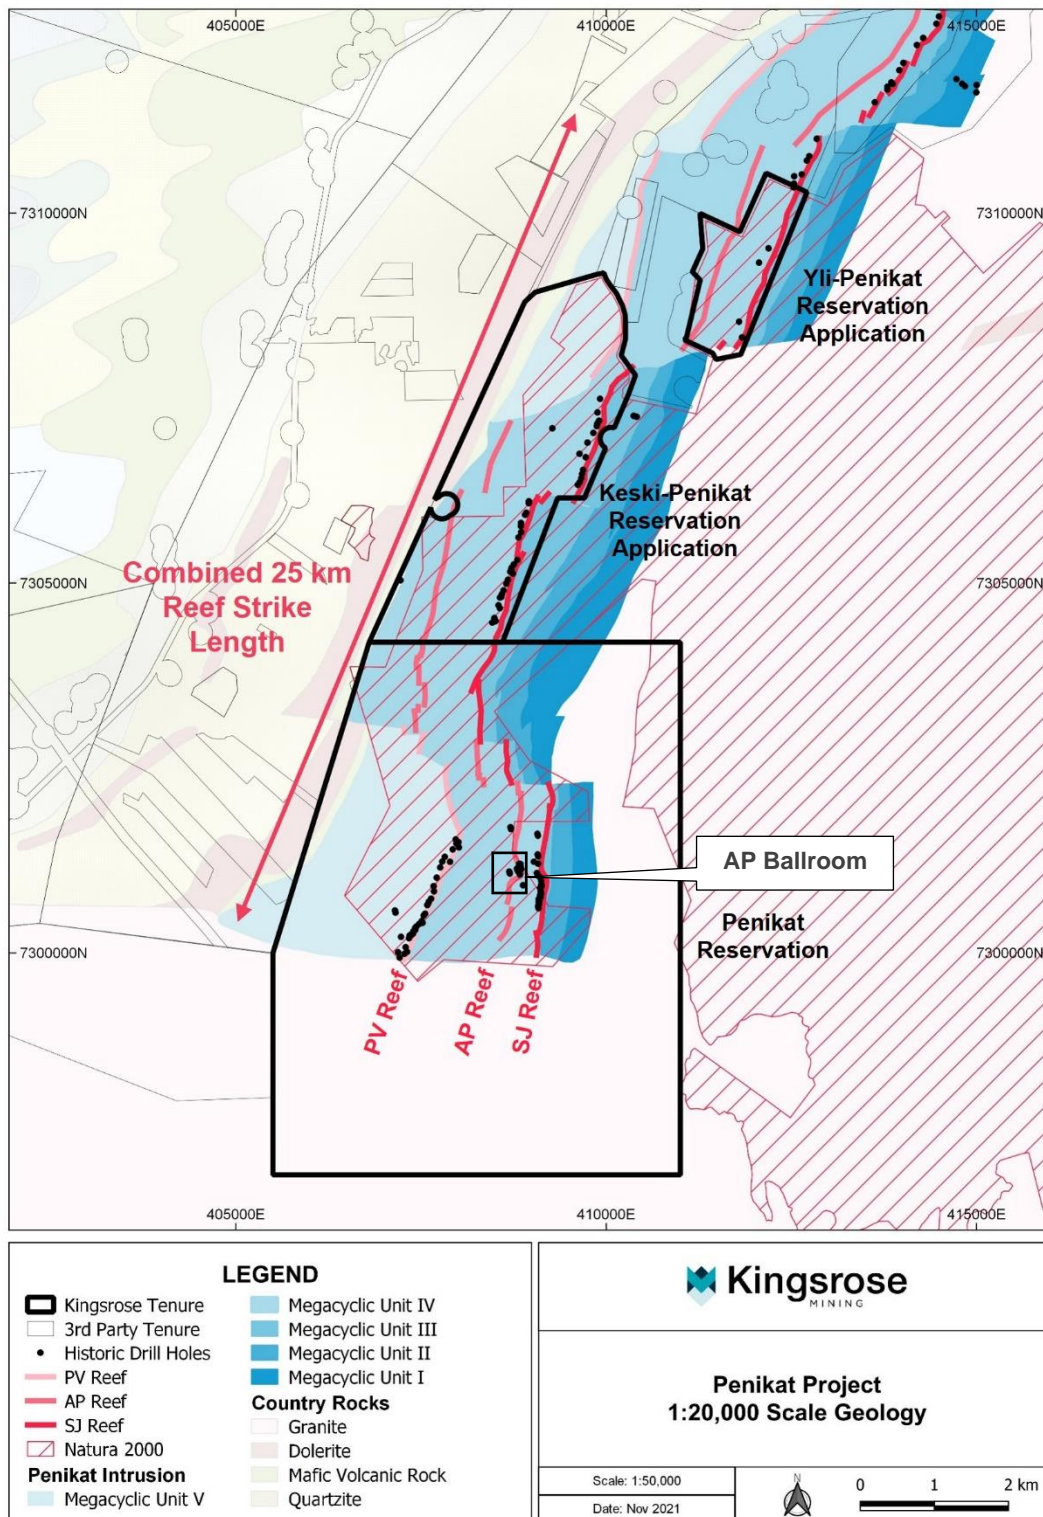 405000E
410000E
415000E
7310000N
7310000N
Yli-Penikat
Reservation
Application
Keski-Penikat
Reservation
Application
Combined 25 km
Reef Strike
Length
7305000N
7305000N
AP Ballroom
Penikat
Reservation
7300000N
7300000N
PV Reef
AP Reef
SJ Reef
405000E
410000E
415000E
LEGEND
Kingsrose Tenure
3rd Party Tenure
Historic Drill Holes
PV Reef
AP Reef
SJ Reef
Natura 2000
Penikat Intrusion
Megacyclic Unit V
Megacyclic Unit IV
Megacyclic Unit III
Megacyclic Unit II
Megacyclic Unit I
Country Rocks
Granite
Dolerite
Mafic Volcanic Rock
Quartzite
Kingsrose
MINING
Penikat Project
1:20,000 Scale Geology
Scale: 1:50,000
Date: Nov 2021
N
0 1 2 km